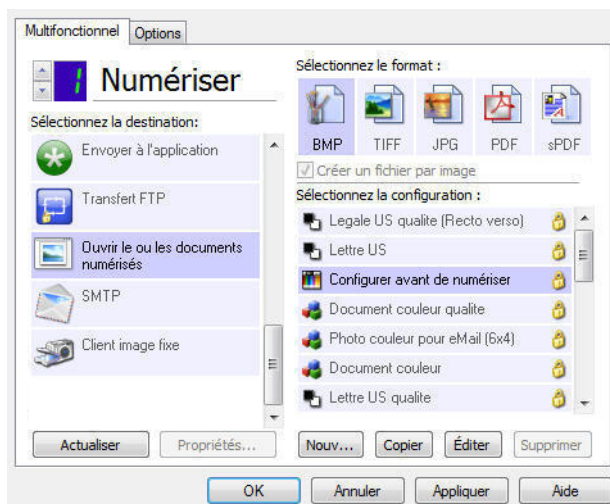 Multifonctionnel
Options
1
Numériser
Sélectionnez la destination:
Envoyer à l'application
Transfert FTP
Ouvrir le ou les documents
numérisés
SMTP
Client image fixe
Actualiser
Propriétés...
Sélectionnez le format :
BMP
TIFF
JPG
PDF
sPDF
Créer un fichier par image
Sélectionnez la configuration :
Legale US qualite (Recto verso)
Lettre US
Configurer avant de numériser
Document couleur qualite
Photo couleur pour eMail (6x4)
Document couleur
Lettre US qualite
Nouv...
Copier
Éditer
Supprimer
OK
Annuler
Appliquer
Aide